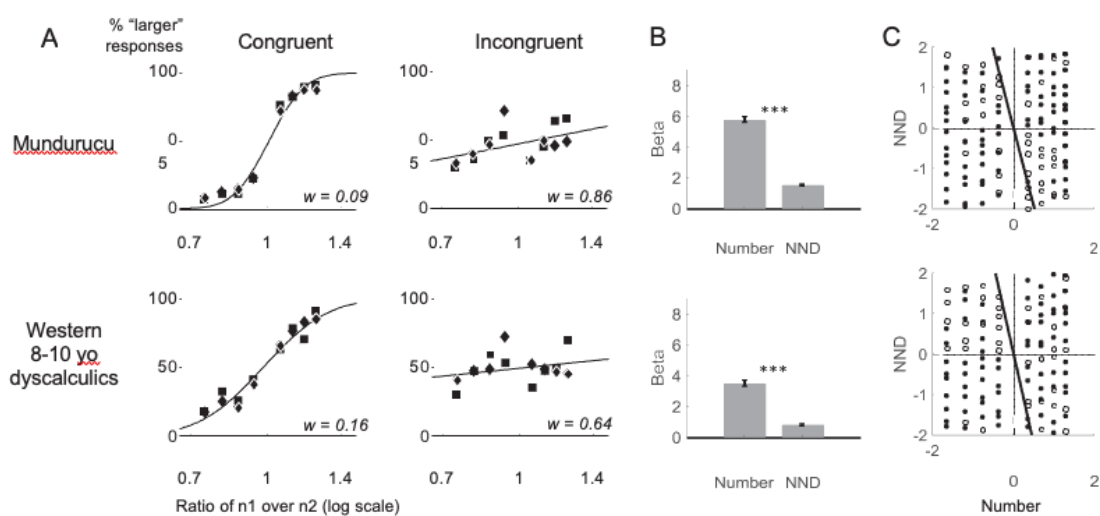 A
% “larger”
responses
Congruent
Incongruent
B
C
Mundurucu
100-
0-
5
0-
w = 0.09
0.7 1 1.4
100-
0-
5
0-
w = 0.86
0.7 1 1.4
8
6
4
2
0
Beta
***
Number NND
2
1
0
-1
-2
NND
-2 0 2
Western
8-10 yo
dyscalculics
100-
50-
0-
w = 0.16
0.7 1 1.4
100-
50-
0-
w = 0.64
0.7 1 1.4
Ratio of n1 over n2 (log scale)
8
6
4
2
0
Beta
***
Number NND
2
1
0
-1
-2
NND
-2 0 2
Number